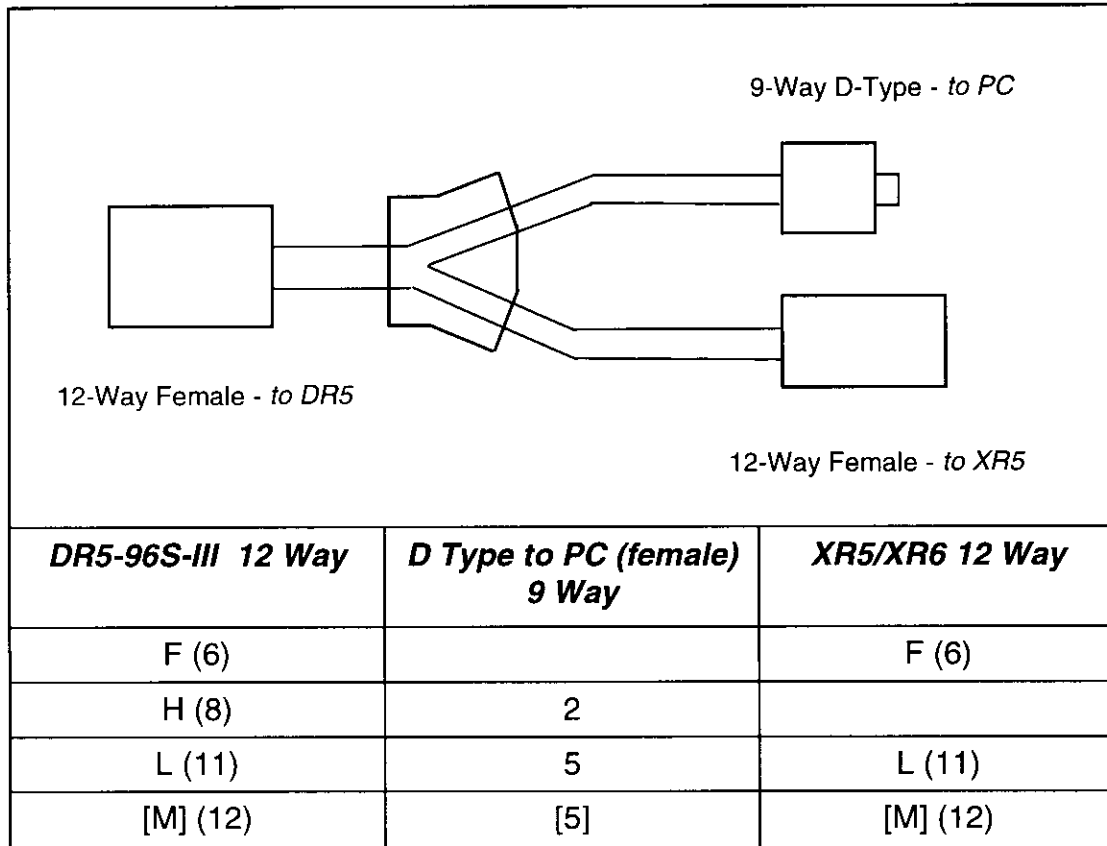 9-Way D-Type - to PC
12-Way Female - to DR5
12-Way Female - to XR5
DR5-96S-III 12 Way
D Type to PC (female)
9 Way
XR5/XR6 12 Way
F (6)
F (6)
H (8)
2
L (11)
5
L (11)
[M] (12)
[5]
[M] (12)